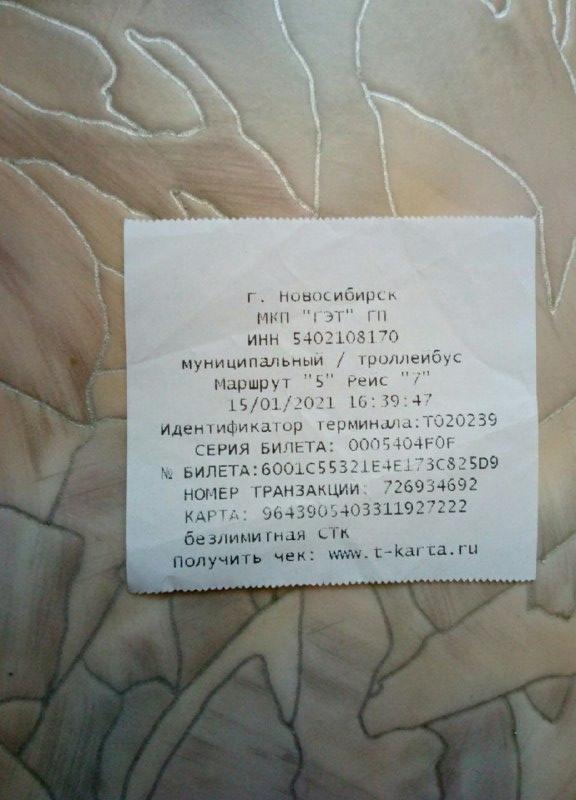 г. Новосибирск
МКП "ГЭТ" ГП
ИНН 5402108170
муниципальный / троллейбус
Маршрут "5" Рейс "7"
15/01/2021 16:39:47
Идентификатор терминала:T020239
СЕРИЯ БИЛЕТА: 0005404F0F
№ БИЛЕТА:6001C55321E4E173C825D9
НОМЕР ТРАНЗАКЦИИ: 726934692
КАРТА: 9643905403311927222
безлимитная СТК
Получить чек: www.t-karta.ru